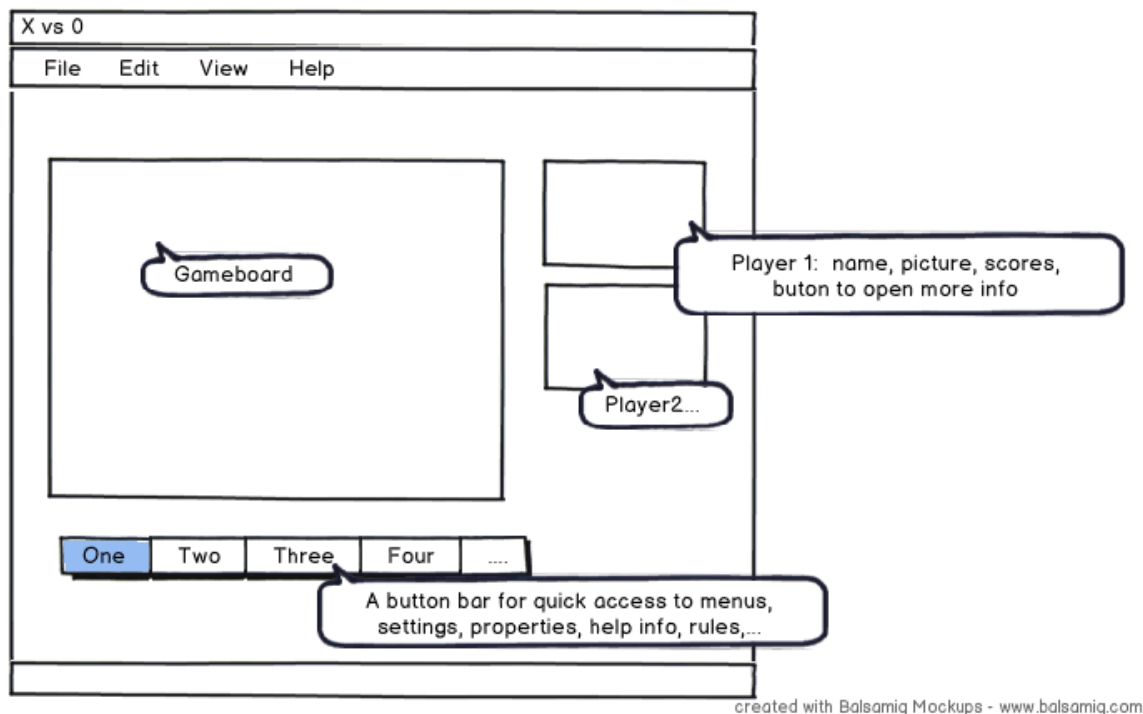 X vs 0
File Edit View Help
Gameboard
Player 1: name, picture, scores,
buton to open more info
Player2...
One Two Three Four ....
A button bar for quick access to menus,
settings, properties, help info, rules,...
created with Balsamiq Mockups - www.balsamiq.com